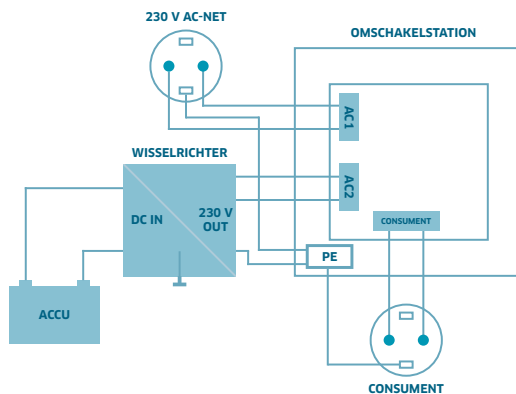 230 V AC-NET
OMSCHAKELSTATION
AC1
WISSELRICHTER
AC2
DC IN
230 V
OUT
CONSUMENT
PE
ACCU
CONSUMENT